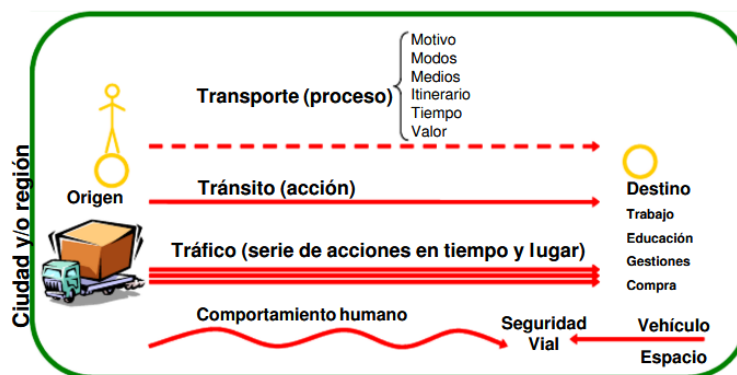 Ciudad y/o región
Transporte (proceso)
Motivo
Modos
Medios
Itinerario
Tiempo
Valor
Origen
Tránsito (acción)
Destino
Trabajo
Educación
Gestiones
Compra
Tráfico (serie de acciones en tiempo y lugar)
Comportamiento humano
Seguridad
Vial
Vehículo
Espacio